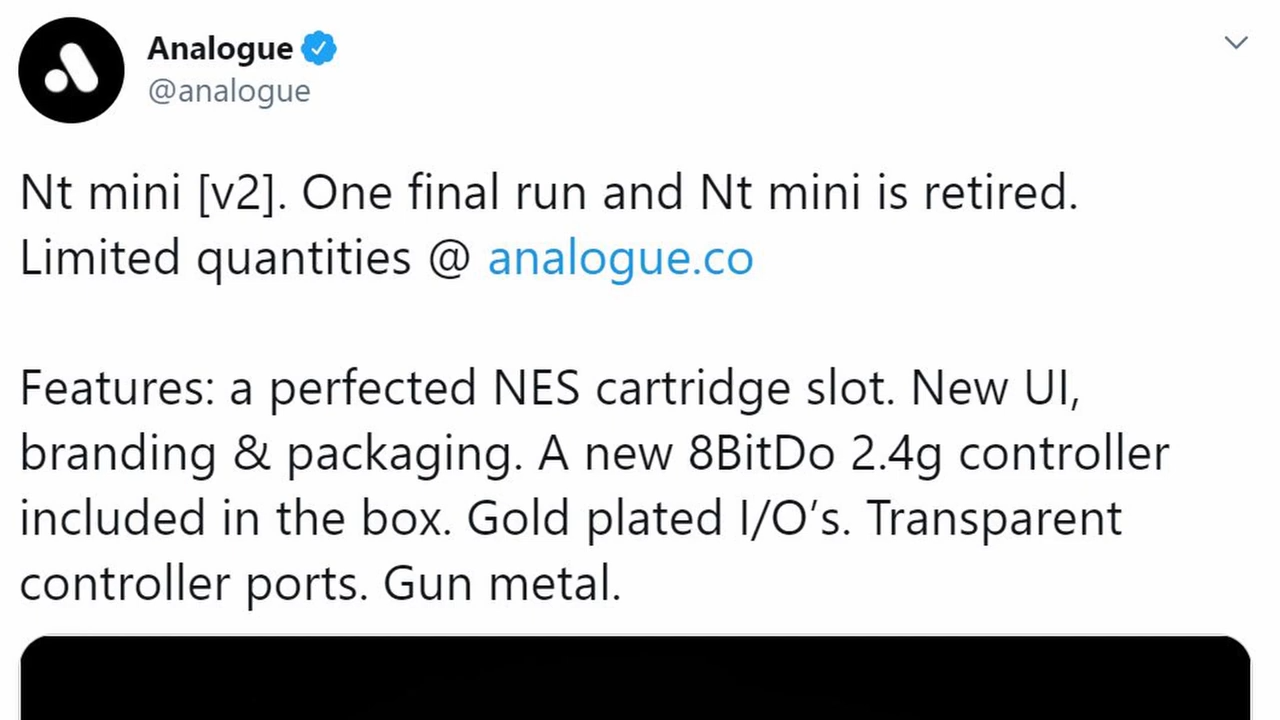 Analogue
@analogue
Nt mini [v2]. One final run and Nt mini is retired.
Limited quantities @ analogue.co
Features: a perfected NES cartridge slot. New UI,
branding & packaging. A new 8BitDo 2.4g controller
included in the box. Gold plated I/O’s. Transparent
controller ports. Gun metal.